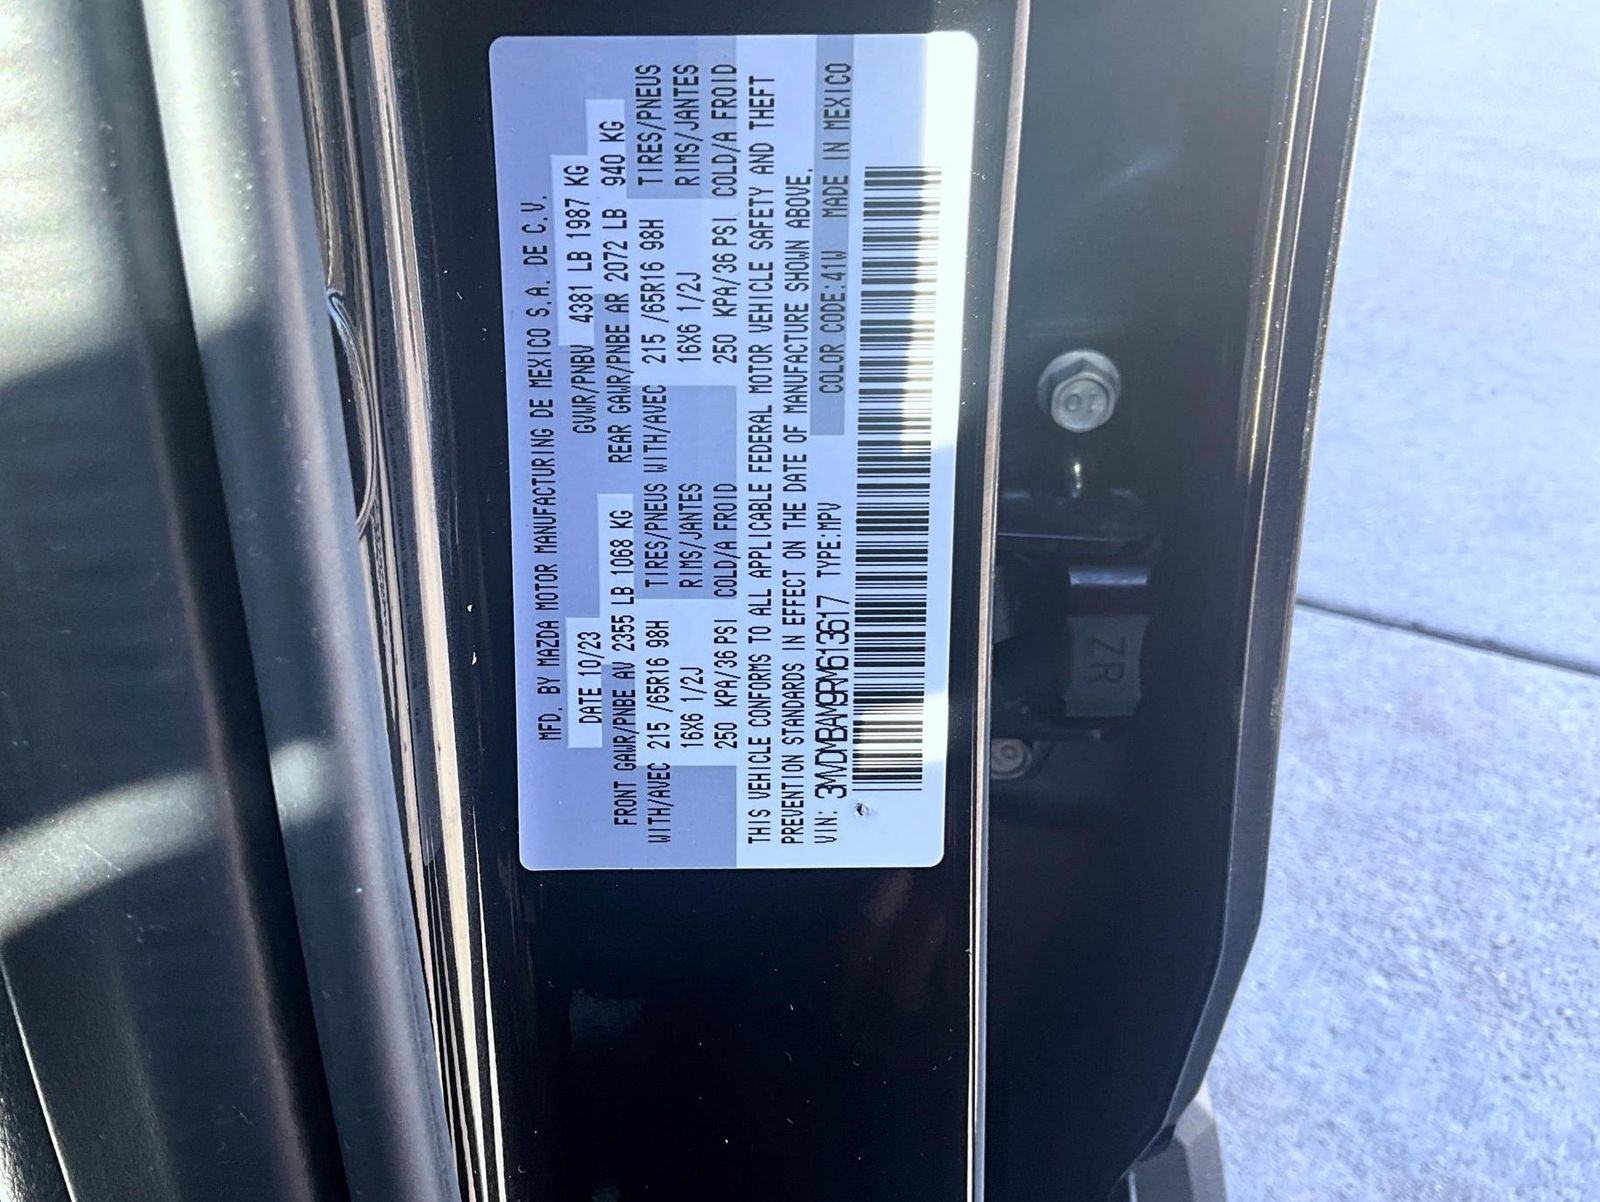 MFD. BY MAZDA MOTOR MANUFACTURING DE MEXICO S.A. DE C.V.
DATE 10/23 GVWR/PNBV 4381 LB 1987 KG
FRONT GAWR/PNBE AV 2355 LB 1068 KG REAR GAWR/PNBE AR 2072 LB 940 KG
WITH/AVEC 215 /65R16 98H TIRES/PNEUS WITH/AVEC 215 /65R16 98H TIRES/PNEUS
16X6 1/2J RIMS/JANTES 16X6 1/2J RIMS/JANTES
250 KPA/36 PSI COLD/A FROID 250 KPA/36 PSI COLD/A FROID
THIS VEHICLE CONFORMS TO ALL APPLICABLE FEDERAL MOTOR VEHICLE SAFETY AND THEFT
PREVENTION STANDARDS IN EFFECT ON THE DATE OF MANUFACTURE SHOWN ABOVE.
VIN: 3MVDMBAM9RM613617 TYPE:MPV COLOR CODE:41W MADE IN MEXICO
ZR